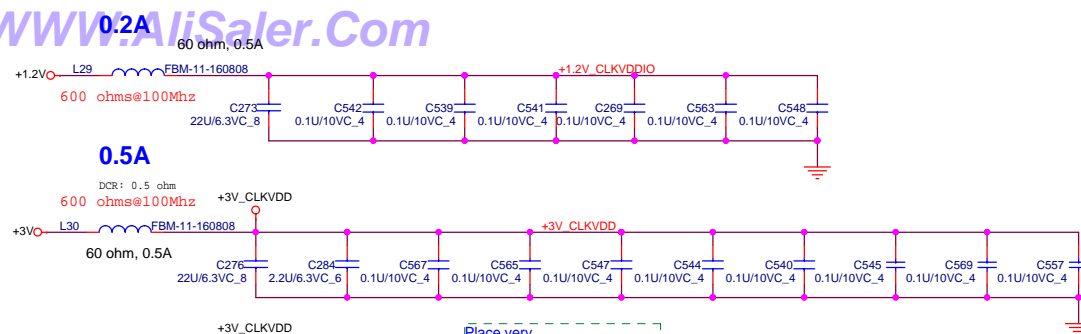 WWW.AliSaler.Com
0.2A
60 ohm, 0.5A
+1.2V
L29
FBM-11-160808
+1.2V_CLKVDDIO
600 ohms@100Mhz
C273
22U/6.3VC_8
C542
0.1U/10VC_4
C539
0.1U/10VC_4
C541
0.1U/10VC_4
C269
0.1U/10VC_4
C563
0.1U/10VC_4
C548
0.1U/10VC_4
0.5A
DCR: 0.5 ohm
600 ohms@100Mhz
+3V_CLKVDD
+3V
L30
FBM-11-160808
+3V_CLKVDD
60 ohm, 0.5A
C276
22U/6.3VC_8
C284
2.2U/6.3VC_6
C567
0.1U/10VC_4
C565
0.1U/10VC_4
C547
0.1U/10VC_4
C544
0.1U/10VC_4
C540
0.1U/10VC_4
C545
0.1U/10VC_4
C569
0.1U/10VC_4
C557
0.1U/10VC_4
+3V_CLKVDD
Place very